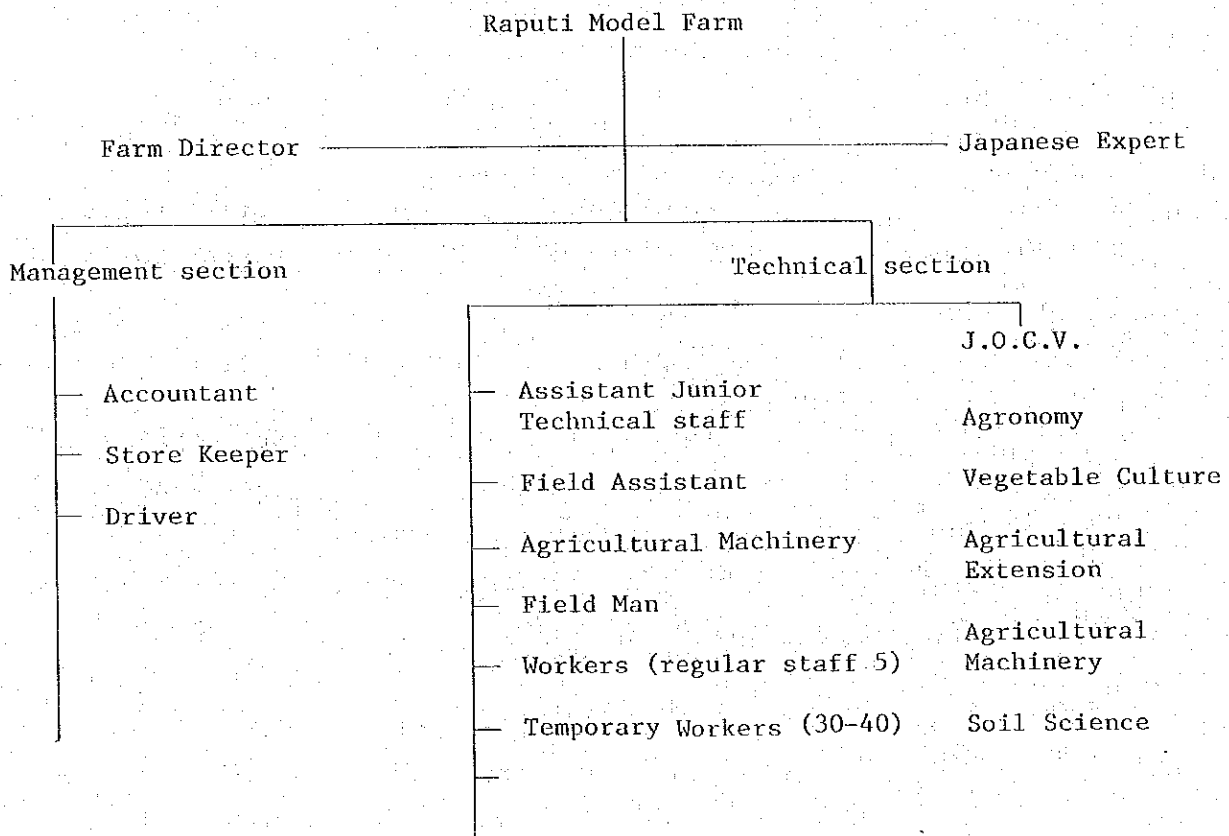 Raputi Model Farm
Farm Director
Japanese Expert
Management section
Technical section
Accountant
Store Keeper
Driver
Assistant Junior
Technical staff
Field Assistant
Agricultural Machinery
Field Man
Workers (regular staff 5)
Temporary Workers (30-40)
J.O.C.V.
Agronomy
Vegetable Culture
Agricultural
Extension
Agricultural
Machinery
Soil Science